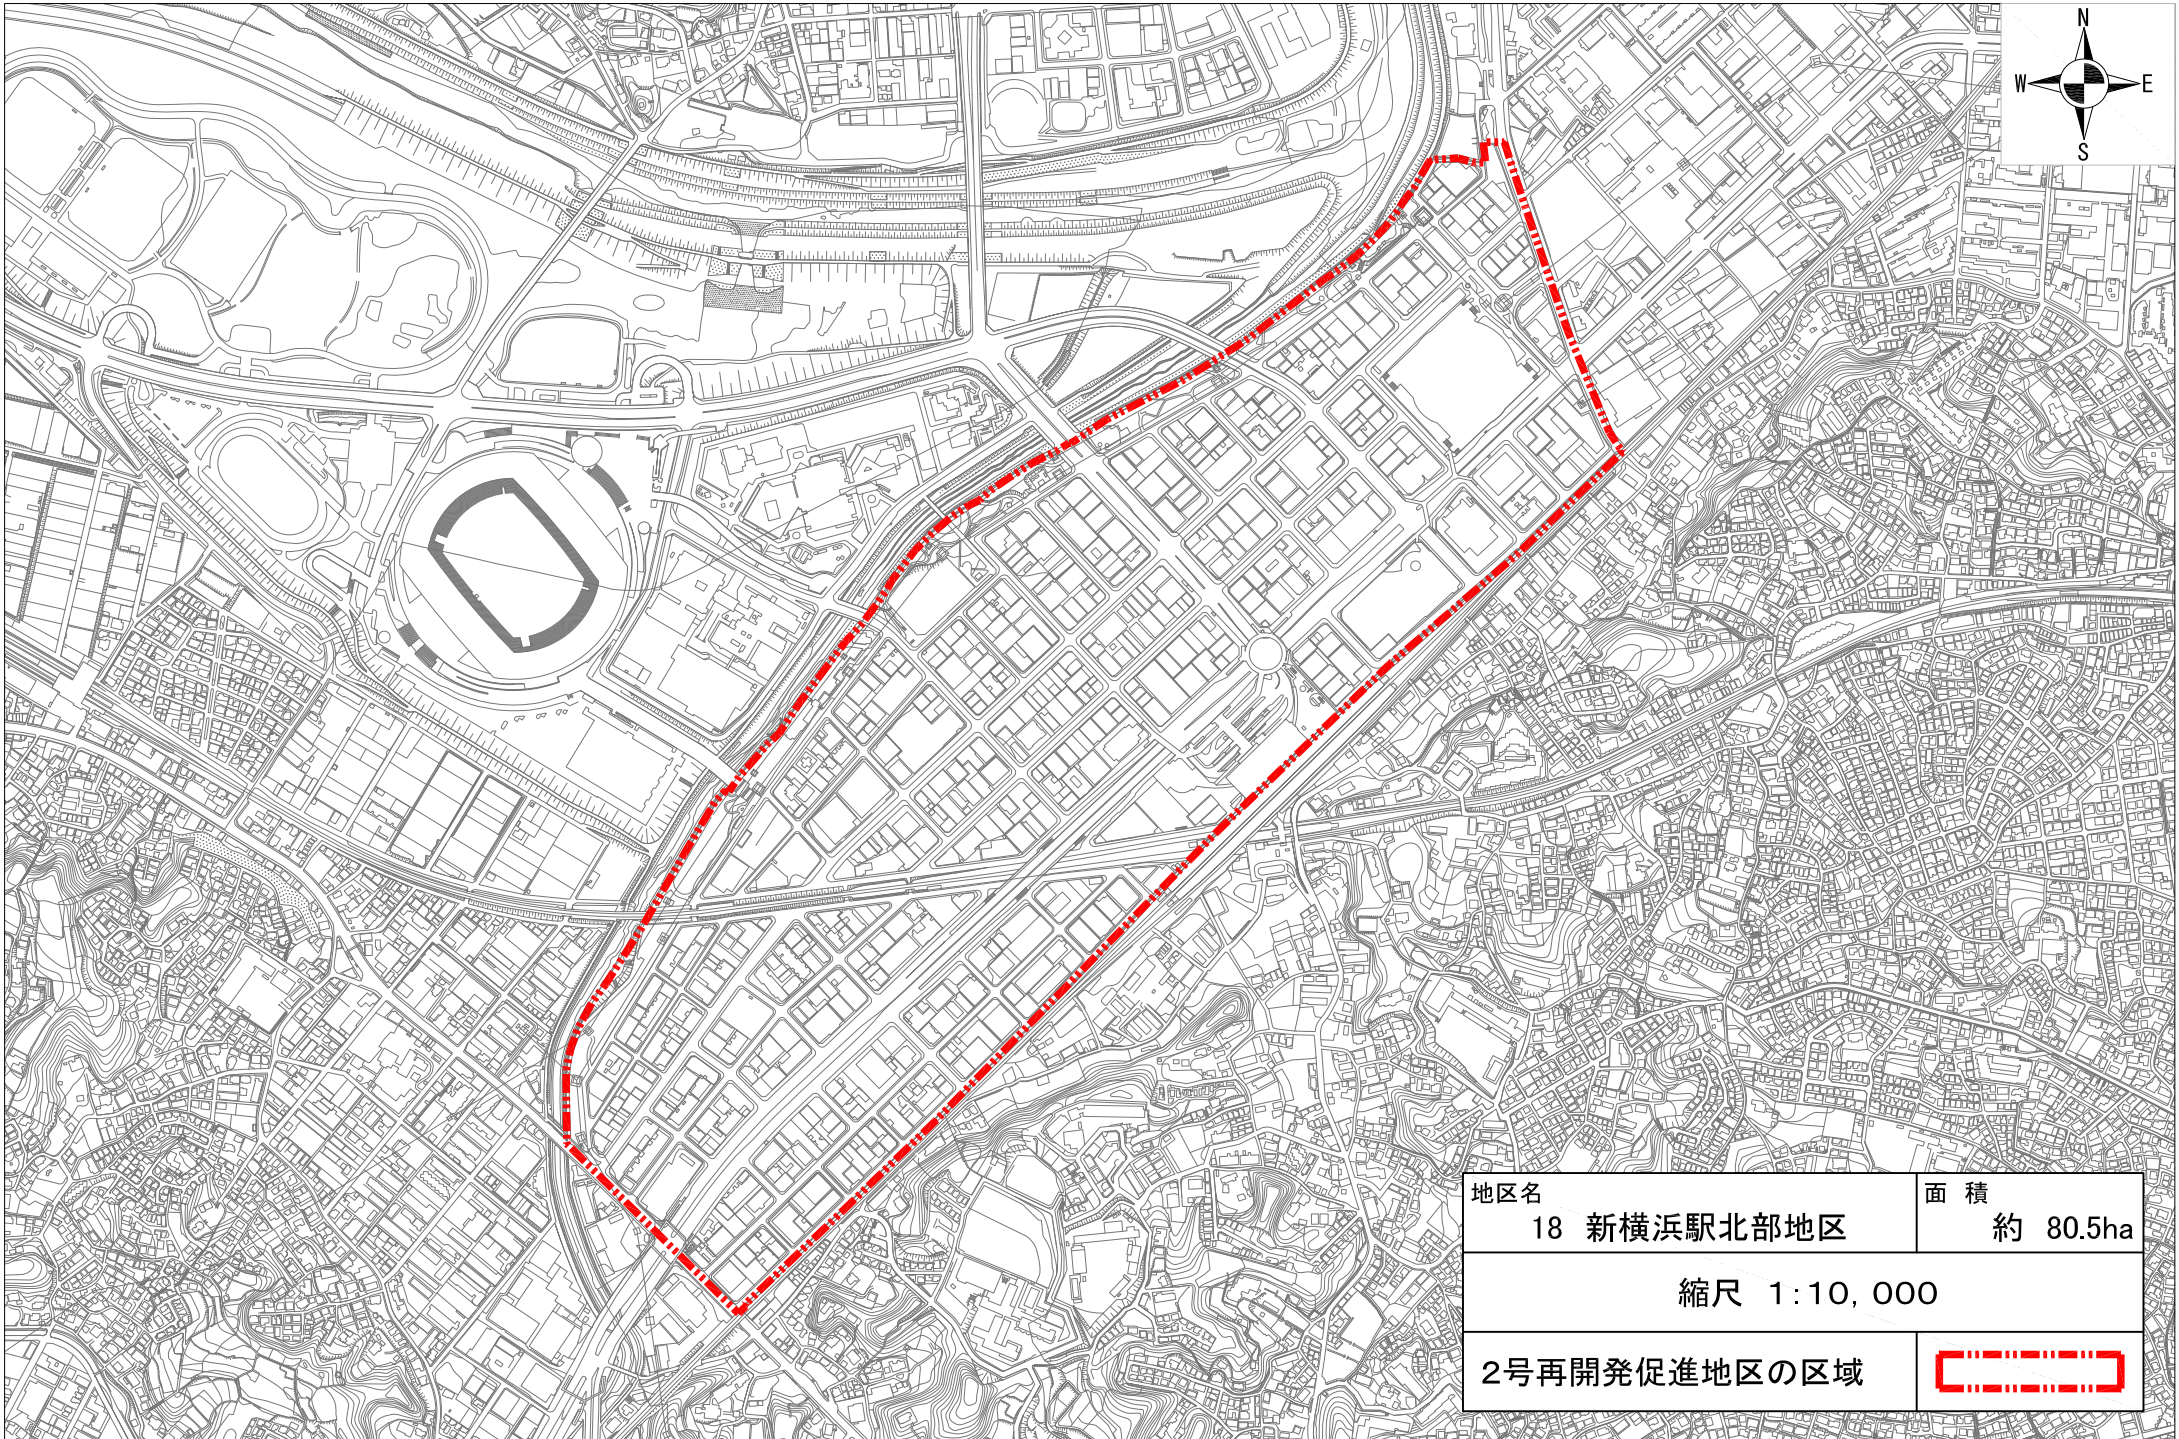 N
W E
S
地区名
18 新横浜駅北部地区
面 積
約 80.5ha
縮尺 1:10,000
2号再開発促進地区の区域